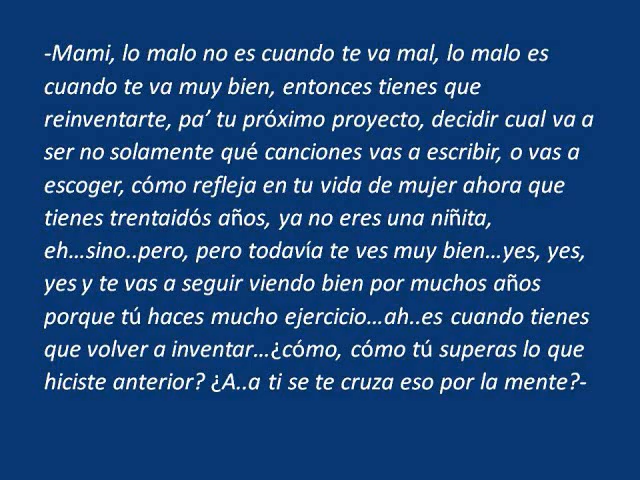 -Mami, lo malo no es cuando te va mal, lo malo es
cuando te va muy bien, entonces tienes que
reinventarte, pa’ tu próximo proyecto, decidir cual va a
ser no solamente qué canciones vas a escribir, o vas a
escoger, cómo refleja en tu vida de mujer ahora que
tienes trentaidós años, ya no eres una niñita,
eh…sino..pero, pero todavía te ves muy bien…yes, yes,
yes y te vas a seguir viendo bien por muchos años
porque tú haces mucho ejercicio…ah..es cuando tienes
que volver a inventar…¿cómo, cómo tú superas lo que
hiciste anterior? ¿A..a ti se te cruza eso por la mente?-